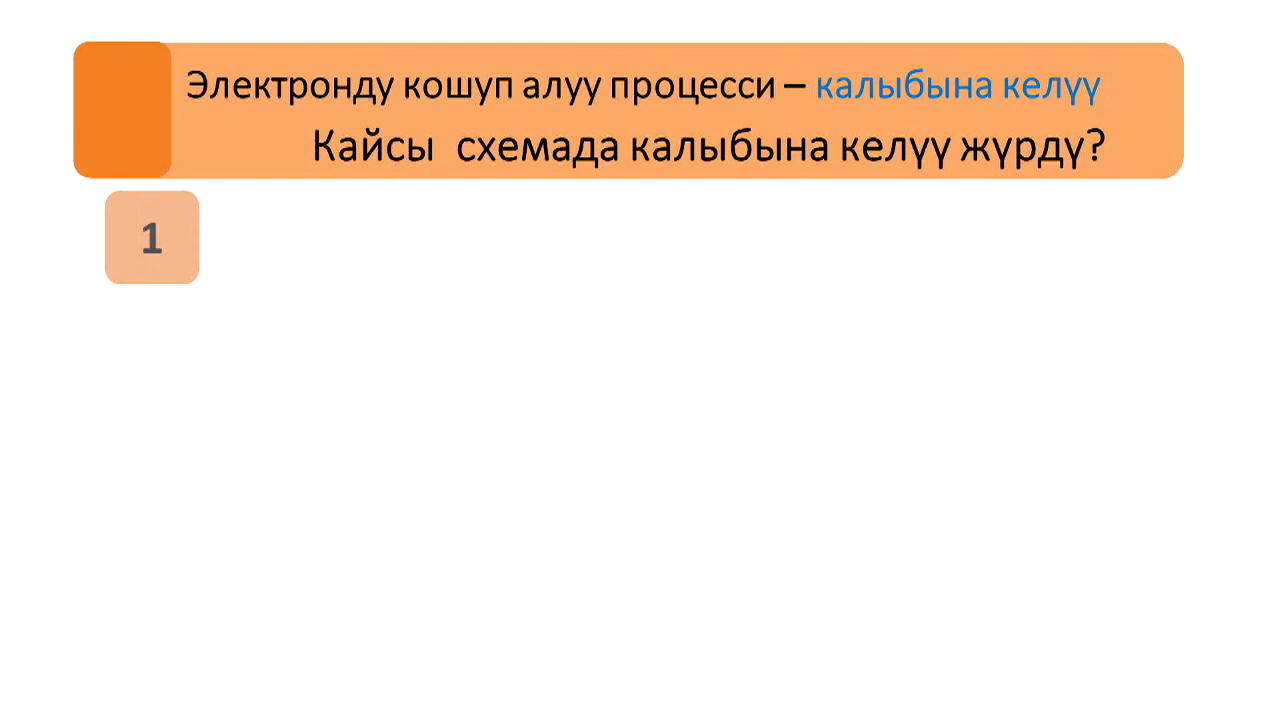 Электронду кошуп алуу процесси – калыбына келүү
Кайсы схемада калыбына келүү жүрдү?
1